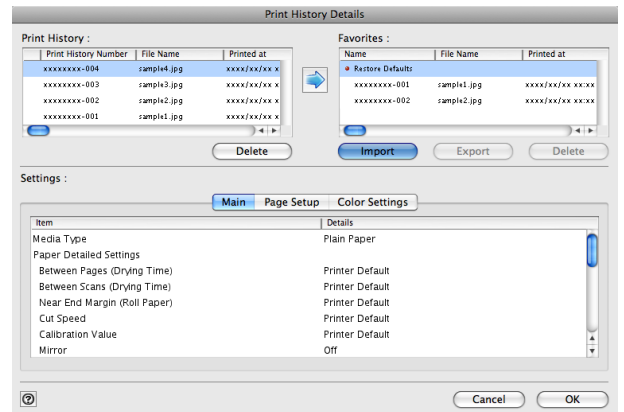 Print History Details
Print History :
Print History Number File Name Printed at
xxxxxxxx-004 sample4.jpg xxxx/xx/xx x
xxxxxxxx-003 sample3.jpg xxxx/xx/xx x
xxxxxxxx-002 sample2.jpg xxxx/xx/xx x
xxxxxxxx-001 sample1.jpg xxxx/xx/xx x
Delete
Favorites :
Name File Name Printed at
Restore Defaults
xxxxxxxx-001 sample1.jpg xxxx/xx/xx xx:xx
xxxxxxxx-002 sample2.jpg xxxx/xx/xx xx:xx
Import Export Delete
Settings :
Main Page Setup Color Settings
Item Details
Media Type Plain Paper
Paper Detailed Settings
Between Pages (Drying Time) Printer Default
Between Scans (Drying Time) Printer Default
Near End Margin (Roll Paper) Printer Default
Cut Speed Printer Default
Calibration Value Printer Default
Mirror Off
? Cancel OK